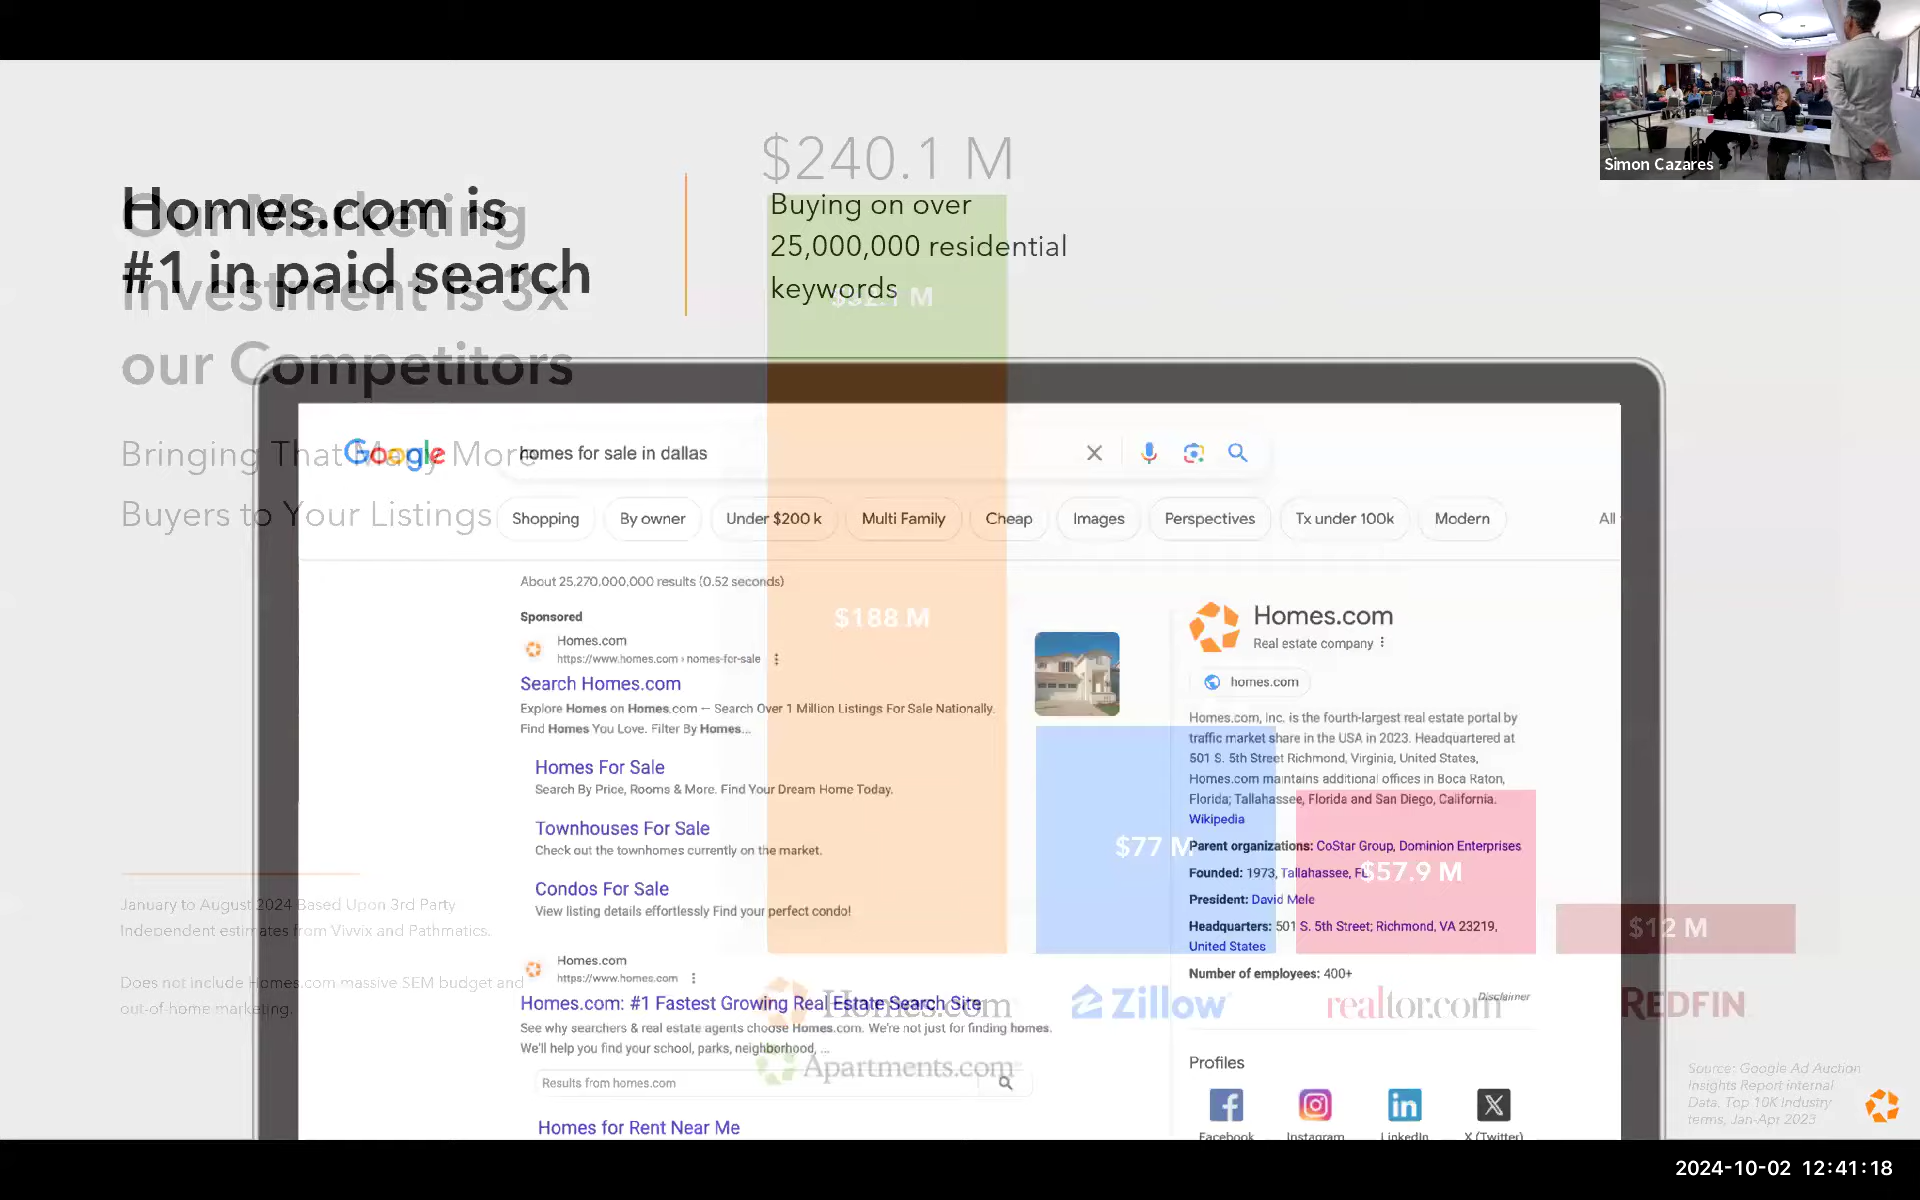 Simon Cazares
$240.1 M
Homes.com is
#1 in paid search
Our Marketing
Investment is 3x
our Competitors
Bringing That Many More
Buyers to Your Listings
Buying on over
25,000,000 residential
keywords
$52.1 M
Google
homes for sale in dallas
Shopping
By owner
Under $200 k
Multi Family
Cheap
Images
Perspectives
Tx under 100k
Modern
All
About 25,270,000,000 results (0.52 seconds)
Sponsored
Homes.com
https://www.homes.com › homes-for-sale
Search Homes.com
Explore Homes on Homes.com — Search Over 1 Million Listings For Sale Nationally.
Find Homes You Love. Filter By Homes...
Homes For Sale
Search By Price, Rooms & More. Find Your Dream Home Today.
Townhouses For Sale
Check out the townhomes currently on the market.
Condos For Sale
View listing details effortlessly Find your perfect condo!
Homes.com
https://www.homes.com
Homes.com: #1 Fastest Growing Real Estate Search Site
See why searchers & real estate agents choose Homes.com. We're not just for finding homes.
We'll help you find your school, parks, neighborhood, ...
Results from homes.com
Homes for Rent Near Me
Homes.com
Real estate company
homes.com
Homes.com, Inc. is the fourth-largest real estate portal by
traffic market share in the USA in 2023. Headquartered at
501 S. 5th Street Richmond, Virginia, United States,
Homes.com maintains additional offices in Boca Raton,
Florida; Tallahassee, Florida and San Diego, California.
Wikipedia
Parent organizations: CoStar Group, Dominion Enterprises
Founded: 1973, Tallahassee, FL
President: David Mele
Headquarters: 501 S. 5th Street; Richmond, VA 23219,
United States
Number of employees: 400+
Disclaimer
Profiles
Facebook
Instagram
LinkedIn
X (Twitter)
$188 M
$77 M
$57.9 M
$12 M
Homes.com
Apartments.com
Zillow
realtor.com
REDFIN
January to August 2024 Based Upon 3rd Party
Independent estimates from Vivvix and Pathmatics.
Does not include Homes.com massive SEM budget and
out-of-home marketing.
Source: Google Ad Auction
Insights Report internal
Data. Top 10K industry
terms, Jan-Apr 2023
2024-10-02 12:41:18